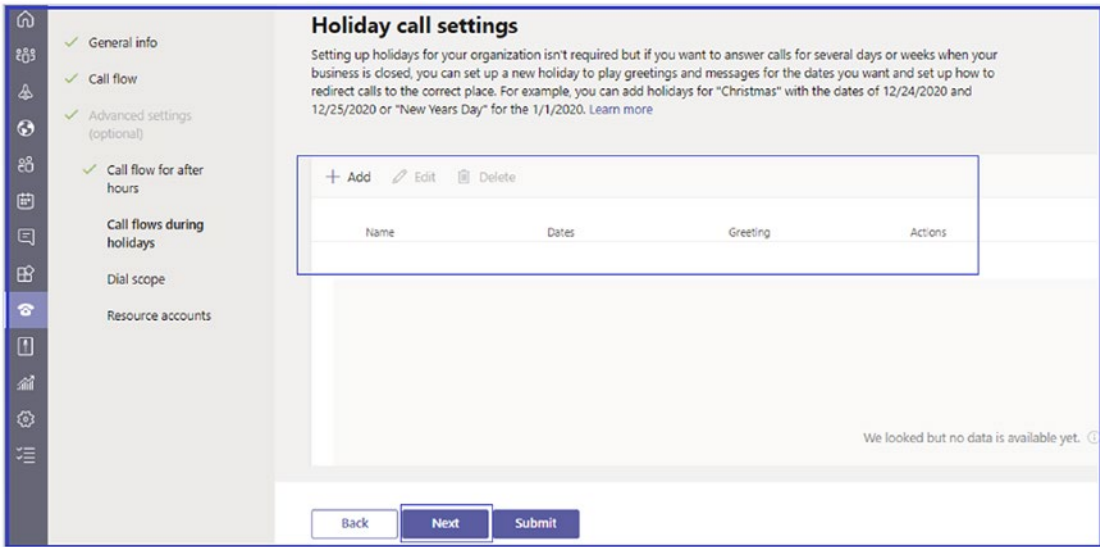 General info
Call flow
Advanced settings
(optional)
Call flow for after
hours
Call flows during
holidays
Dial scope
Resource accounts
Holiday call settings
Setting up holidays for your organization isn't required but if you want to answer calls for several days or weeks when your
business is closed, you can set up a new holiday to play greetings and messages for the dates you want and set up how to
redirect calls to the correct place. For example, you can add holidays for "Christmas" with the dates of 12/24/2020 and
12/25/2020 or "New Years Day" for the 1/1/2020. Learn more
Add Edit Delete
Name Dates Greeting Actions
We looked but no data is available yet.
Back Next Submit